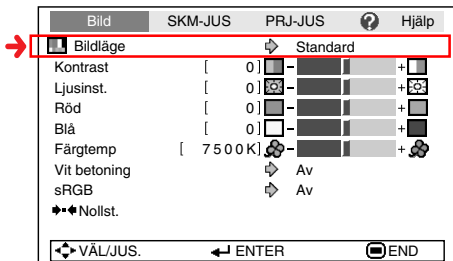 Bild SKM-JUS PRJ-JUS ? Hjälp
Bildläge Standard
Kontrast [ 0] - +
Ljusinst. [ 0] - +
Röd [ 0] - +
Blå [ 0] - +
Färgtemp [ 7500K] - +
Vit betoning Av
sRGB Av
Nollst.
VÄL/JUS. ENTER END